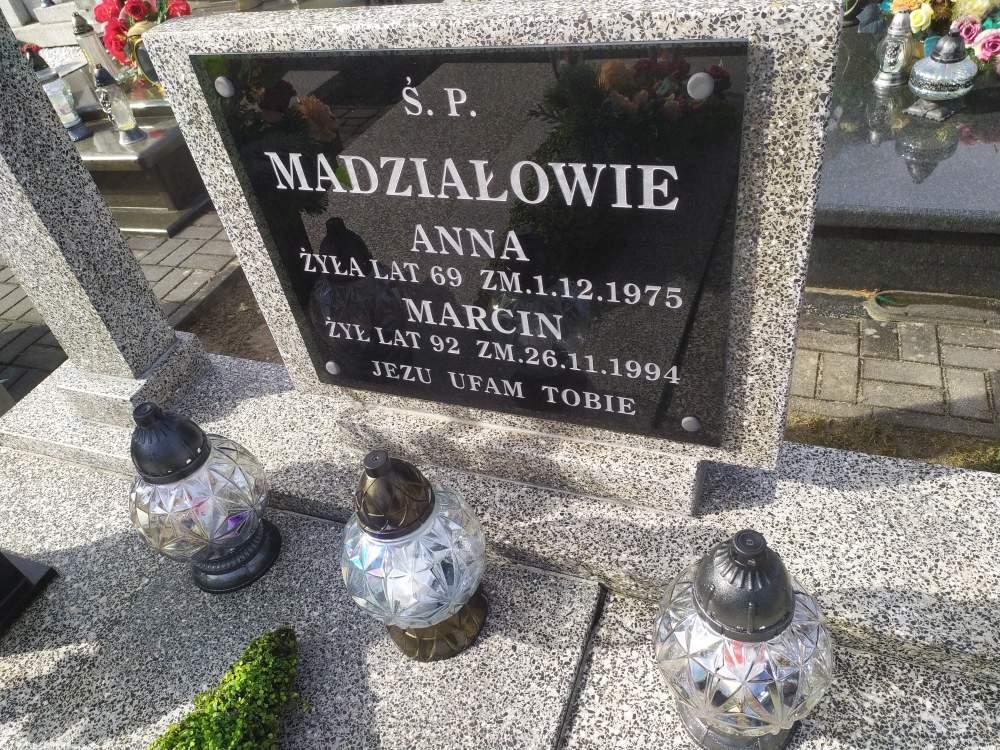 Ś. P.
MADZIAŁOWIE
ANNA
ŻYŁA LAT 69 ZM.1.12.1975
MARCIN
ŻYŁ LAT 92 ZM.26.11.1994
JEZU UFAM TOBIE